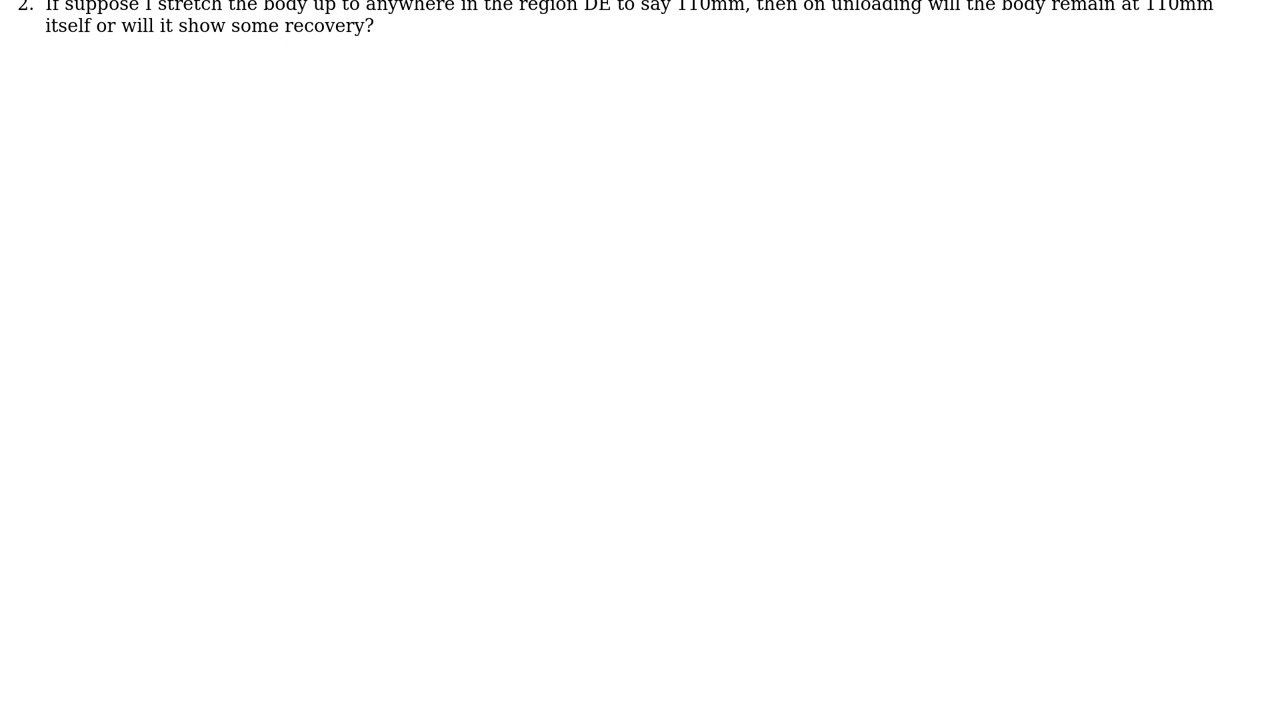 2. If suppose I stretch the body up to anywhere in the region DE to say 110mm, then on unloading will the body remain at 110mm
itself or will it show some recovery?